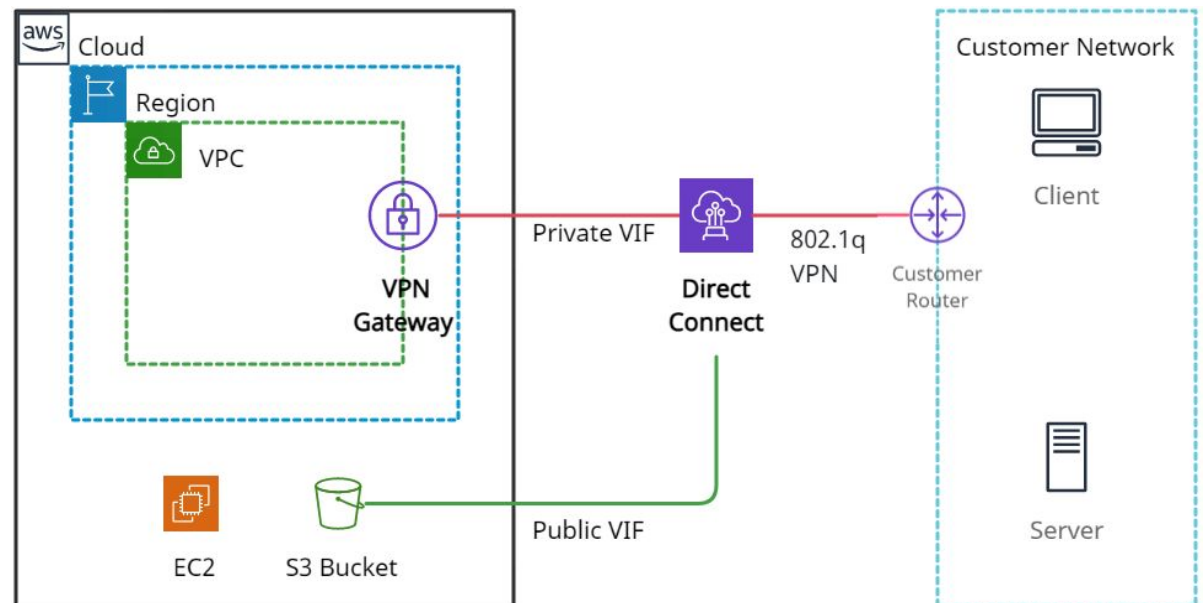 aws
Cloud
Customer Network
Region
VPC
Client
Private VIF
802.1q
VPN
Customer
Router
VPN
Gateway
Direct
Connect
Public VIF
Server
EC2
S3 Bucket